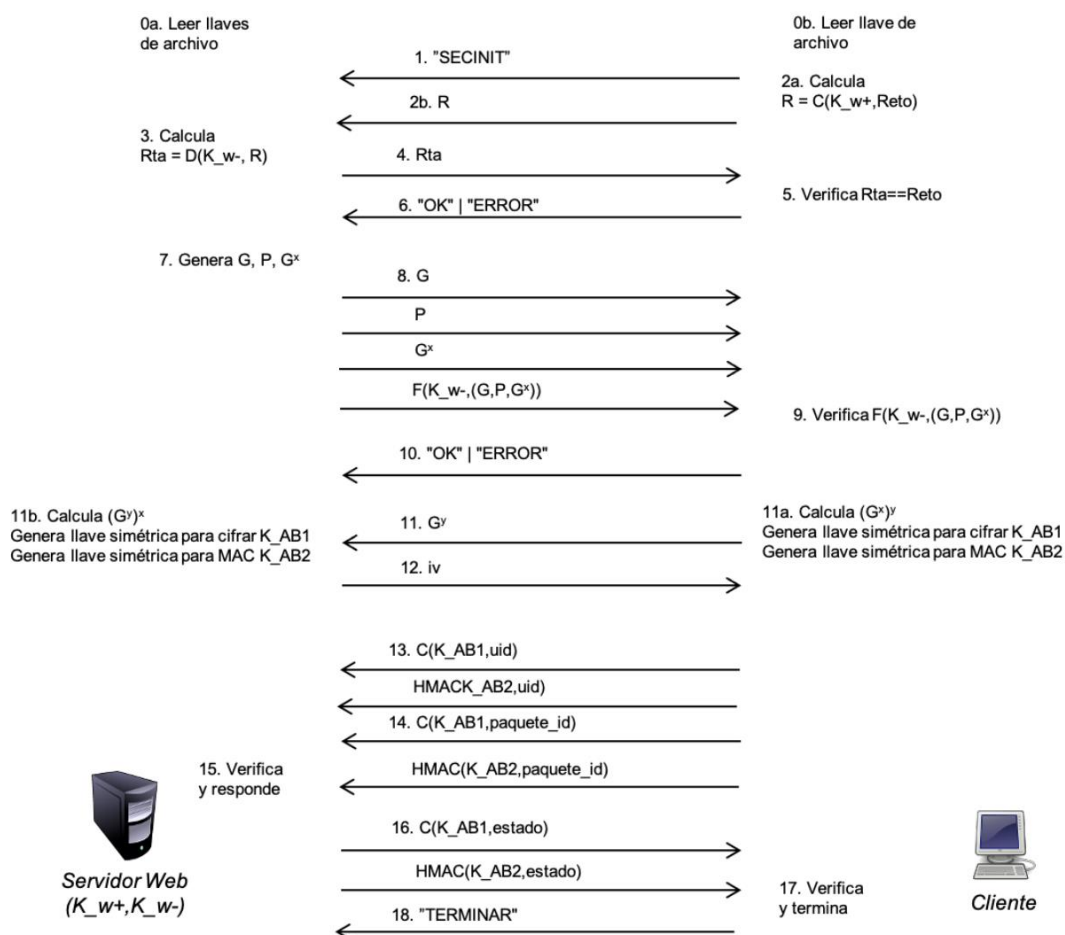 0a. Leer llaves
de archivo
0b. Leer llave de
archivo
1. "SECINIT"
2a. Calcula
R = C(K_w+,Reto)
2b. R
3. Calcula
Rta = D(K_w-, R)
4. Rta
5. Verifica Rta==Reto
6. "OK" | "ERROR"
7. Genera G, P, Gˣ
8. G
P
Gˣ
F(K_w-,(G,P,Gˣ))
9. Verifica F(K_w-,(G,P,Gˣ))
10. "OK" | "ERROR"
11b. Calcula (Gʸ)ˣ
Genera llave simétrica para cifrar K_AB1
Genera llave simétrica para MAC K_AB2
11. Gʸ
11a. Calcula (Gˣ)ʸ
Genera llave simétrica para cifrar K_AB1
Genera llave simétrica para MAC K_AB2
12. iv
13. C(K_AB1,uid)
HMACK_AB2,uid)
14. C(K_AB1,paquete_id)
HMAC(K_AB2,paquete_id)
15. Verifica
y responde
16. C(K_AB1,estado)
HMAC(K_AB2,estado)
17. Verifica
y termina
18. "TERMINAR"
Servidor Web
(K_w+,K_w-)
Cliente